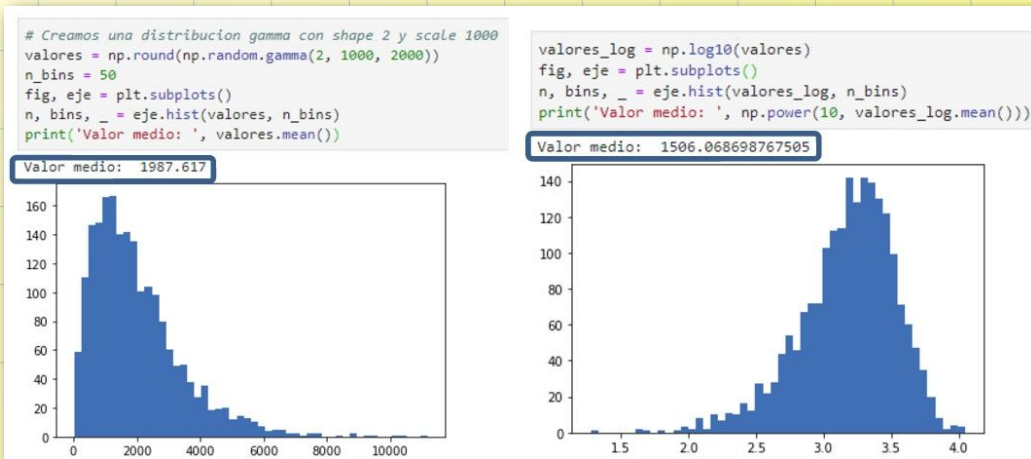 # Creamos una distribucion gamma con shape 2 y scale 1000
valores = np.round(np.random.gamma(2, 1000, 2000))
n_bins = 50
fig, eje = plt.subplots()
n, bins, _ = eje.hist(valores, n_bins)
print('Valor medio: ', valores.mean())
Valor medio:  1987.617
160
140
120
100
80
60
40
20
0
0 2000 4000 6000 8000 10000
valores_log = np.log10(valores)
fig, eje = plt.subplots()
n, bins, _ = eje.hist(valores_log, n_bins)
print('Valor medio: ', np.power(10, valores_log.mean()))
Valor medio:  1506.068698767505
140
120
100
80
60
40
20
0
1.5 2.0 2.5 3.0 3.5 4.0